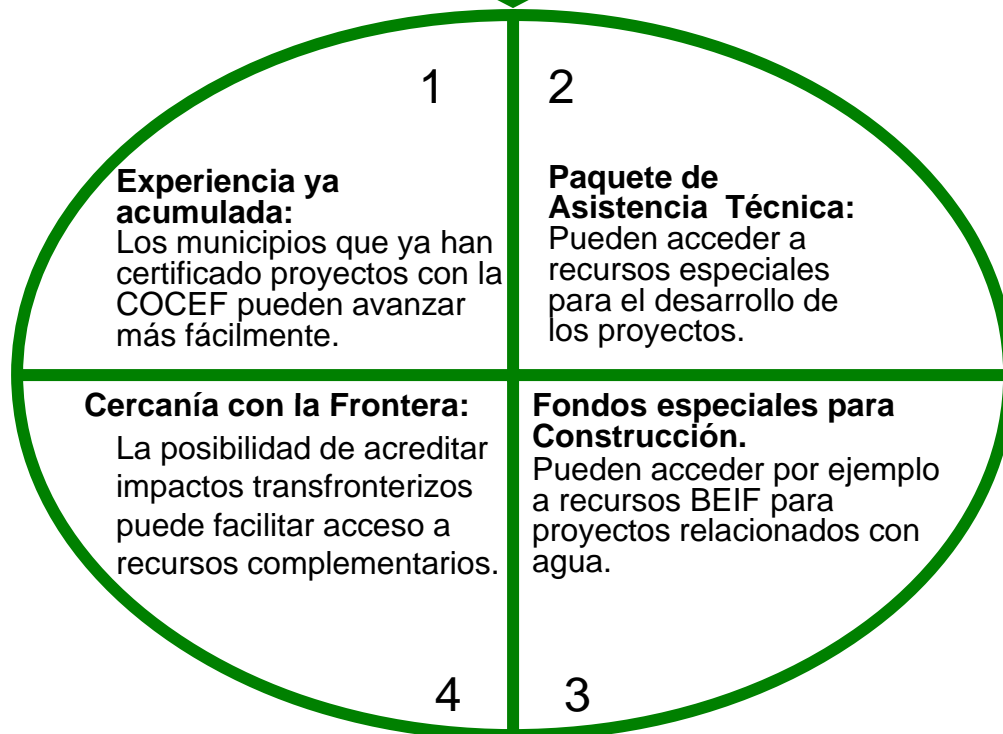 1
Experiencia ya
acumulada:
Los municipios que ya han
certificado proyectos con la
COCEF pueden avanzar
más fácilmente.
2
Paquete de
Asistencia Técnica:
Pueden acceder a
recursos especiales
para el desarrollo de
los proyectos.
Cercanía con la Frontera:
La posibilidad de acreditar
impactos transfronterizos
puede facilitar acceso a
recursos complementarios.
4
Fondos especiales para
Construcción.
Pueden acceder por ejemplo
a recursos BEIF para
proyectos relacionados con
agua.
3